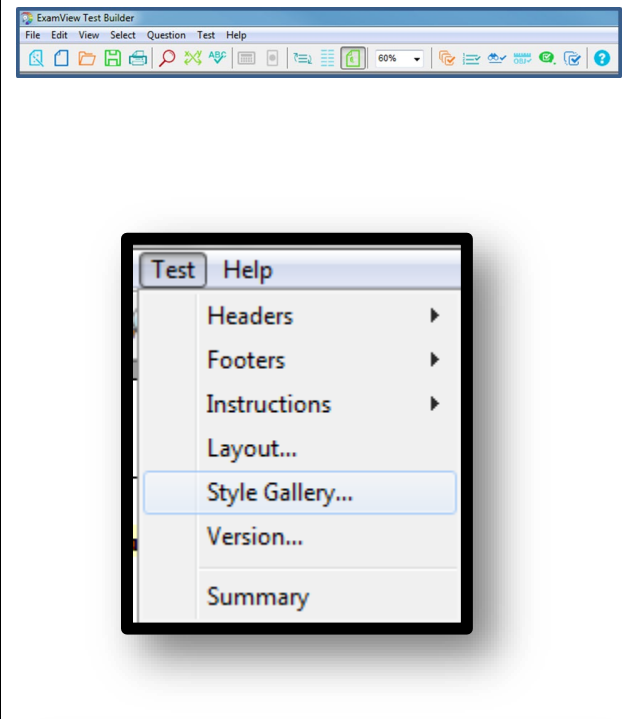 ExamView Test Builder
File Edit View Select Question Test Help
ABC 60% ?
Test Help
Headers
Footers
Instructions
Layout...
Style Gallery...
Version...
Summary